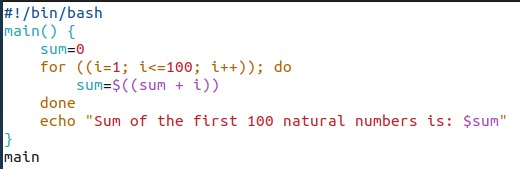 #!/bin/bash
main() {
    sum=0
    for ((i=1; i<=100; i++)); do
        sum=$((sum + i))
    done
    echo "Sum of the first 100 natural numbers is: $sum"
}
main